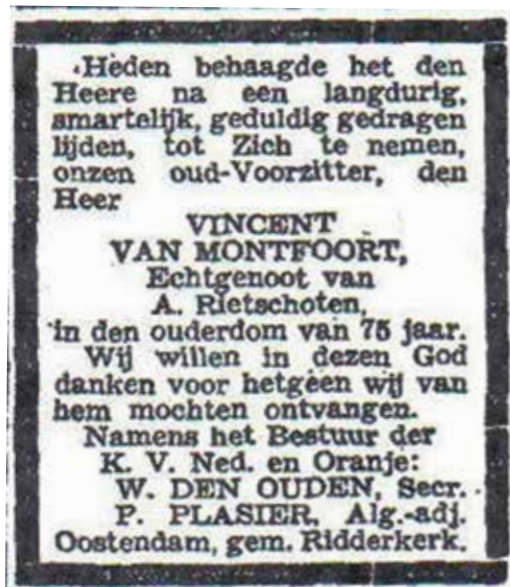 Heden behaagde het den
Heere na een langdurig,
smartelijk, geduldig gedragen
lijden, tot Zich te nemen,
onzen oud-Voorzitter, den
Heer
VINCENT
VAN MONTFOORT,
Echtgenoot van
A. Rietschoten,
in den ouderdom van 75 jaar.
Wij willen in dezen God
danken voor hetgeen wij van
hem mochten ontvangen.
Namens het Bestuur der
K. V. Ned. en Oranje:
W. DEN OUDEN, Secr.
P. PLASIER, Alg.-adj.
Oostendam, gem. Ridderkerk.